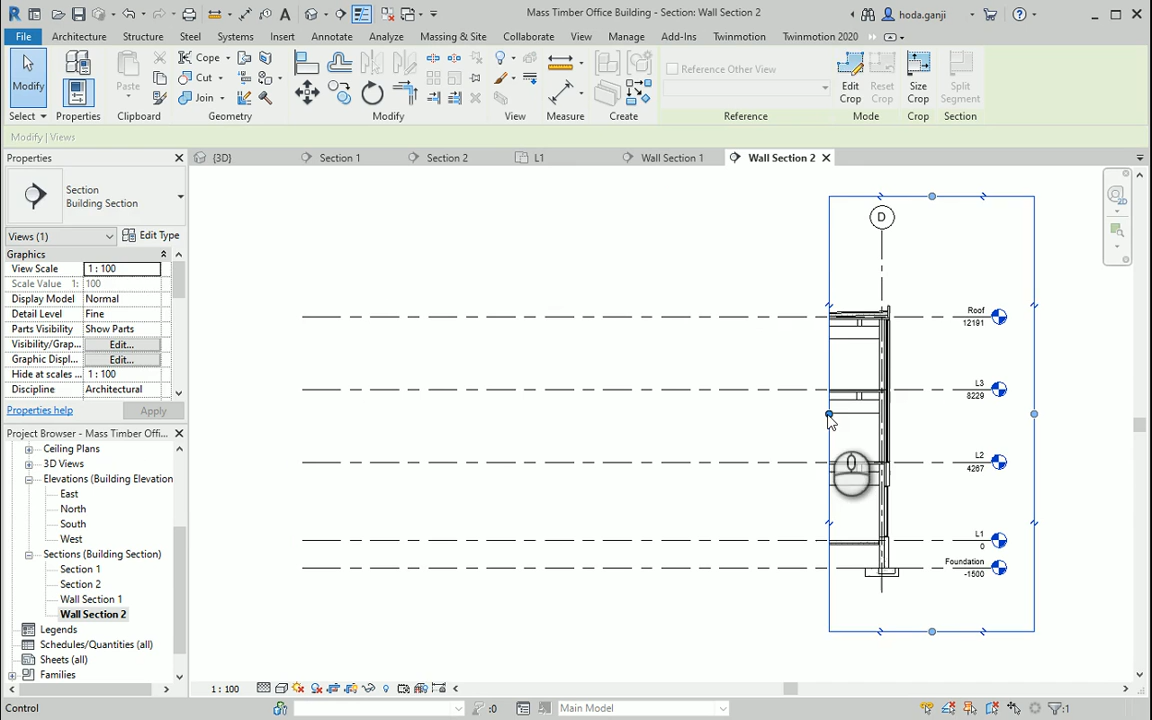 Mass Timber Office Building - Section: Wall Section 2
hoda.ganji
File Architecture Structure Steel Systems Insert Annotate Analyze Massing & Site Collaborate View Manage Add-Ins Twinmotion Twinmotion 2020
Modify
Properties
Paste
Cope
Cut
Join
Reference Other View
Edit Crop
Reset Crop
Size Crop
Split Segment
Select Properties Clipboard Geometry Modify View Measure Create Reference Mode Crop Section
Modify | Views
Properties
{3D} Section 1 Section 2 L1 Wall Section 1 Wall Section 2
Section
Building Section
Views (1) Edit Type
Graphics
View Scale 1 : 100
Scale Value 1: 100
Display Model Normal
Detail Level Fine
Parts Visibility Show Parts
Visibility/Grap... Edit...
Graphic Displ... Edit...
Hide at scales ... 1 : 100
Discipline Architectural
Properties help Apply
Project Browser - Mass Timber Offi...
Ceiling Plans
3D Views
Elevations (Building Elevation
East
North
South
West
Sections (Building Section)
Section 1
Section 2
Wall Section 1
Wall Section 2
Legends
Schedules/Quantities (all)
Sheets (all)
Families
D
Roof
12191
L3
8229
L2
4267
L1
0
Foundation
-1500
0
2D
1 : 100
Control
:0
Main Model
:1